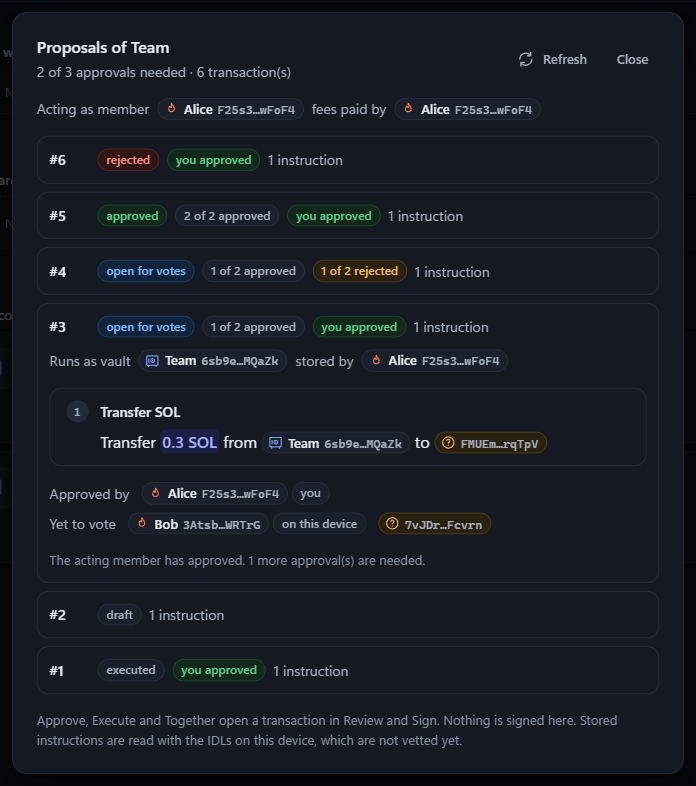 Proposals of Team
2 of 3 approvals needed · 6 transaction(s)
Refresh
Close
Acting as member Alice F25s3…wFoF4 fees paid by Alice F25s3…wFoF4
#6 rejected you approved 1 instruction
#5 approved 2 of 2 approved you approved 1 instruction
#4 open for votes 1 of 2 approved 1 of 2 rejected 1 instruction
#3 open for votes 1 of 2 approved you approved 1 instruction
Runs as vault Team 6sb9e…MQaZk stored by Alice F25s3…wFoF4
1 Transfer SOL
Transfer 0.3 SOL from Team 6sb9e…MQaZk to FMUEm…rqTpV
Approved by Alice F25s3…wFoF4 you
Yet to vote Bob 3Atsb…WRTrG on this device 7vJDr…Fcvrn
The acting member has approved. 1 more approval(s) are needed.
#2 draft 1 instruction
#1 executed you approved 1 instruction
Approve, Execute and Together open a transaction in Review and Sign. Nothing is signed here. Stored
instructions are read with the IDLs on this device, which are not vetted yet.